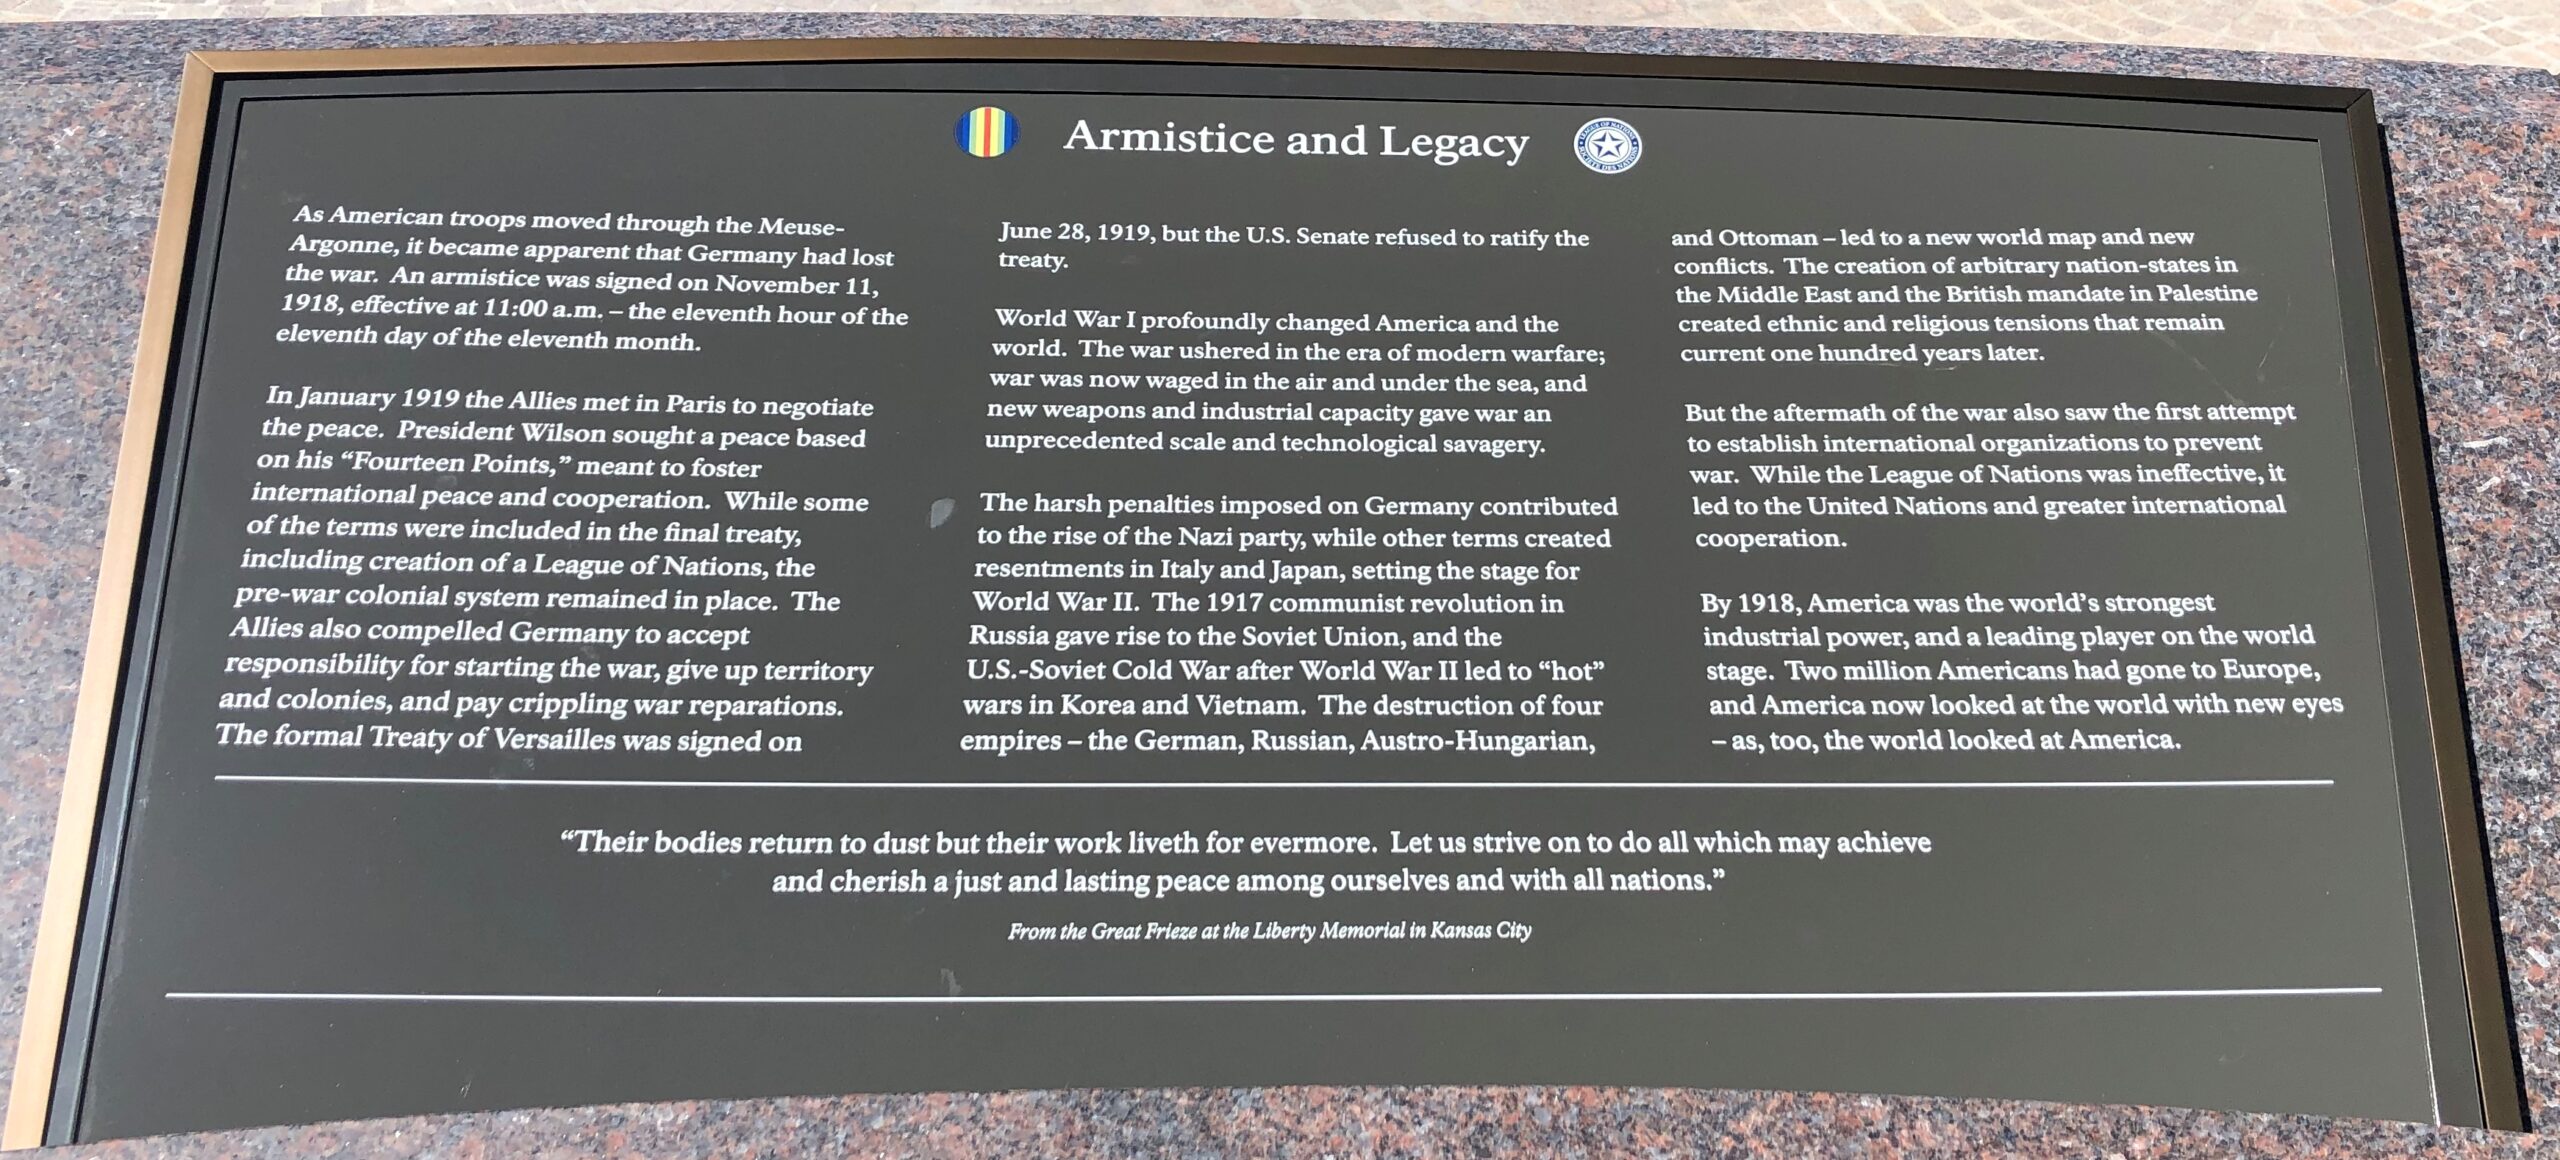 Armistice and Legacy
LEAGUE OF NATIONS
SOCIÉTÉ DES NATIONS
As American troops moved through the Meuse-
Argonne, it became apparent that Germany had lost
the war. An armistice was signed on November 11,
1918, effective at 11:00 a.m. – the eleventh hour of the
eleventh day of the eleventh month.
In January 1919 the Allies met in Paris to negotiate
the peace. President Wilson sought a peace based
on his “Fourteen Points,” meant to foster
international peace and cooperation. While some
of the terms were included in the final treaty,
including creation of a League of Nations, the
pre-war colonial system remained in place. The
Allies also compelled Germany to accept
responsibility for starting the war, give up territory
and colonies, and pay crippling war reparations.
The formal Treaty of Versailles was signed on
June 28, 1919, but the U.S. Senate refused to ratify the
treaty.
World War I profoundly changed America and the
world. The war ushered in the era of modern warfare;
war was now waged in the air and under the sea, and
new weapons and industrial capacity gave war an
unprecedented scale and technological savagery.
The harsh penalties imposed on Germany contributed
to the rise of the Nazi party, while other terms created
resentments in Italy and Japan, setting the stage for
World War II. The 1917 communist revolution in
Russia gave rise to the Soviet Union, and the
U.S.-Soviet Cold War after World War II led to “hot”
wars in Korea and Vietnam. The destruction of four
empires – the German, Russian, Austro-Hungarian,
and Ottoman – led to a new world map and new
conflicts. The creation of arbitrary nation-states in
the Middle East and the British mandate in Palestine
created ethnic and religious tensions that remain
current one hundred years later.
But the aftermath of the war also saw the first attempt
to establish international organizations to prevent
war. While the League of Nations was ineffective, it
led to the United Nations and greater international
cooperation.
By 1918, America was the world’s strongest
industrial power, and a leading player on the world
stage. Two million Americans had gone to Europe,
and America now looked at the world with new eyes
– as, too, the world looked at America.
“Their bodies return to dust but their work liveth for evermore. Let us strive on to do all which may achieve
and cherish a just and lasting peace among ourselves and with all nations.”
From the Great Frieze at the Liberty Memorial in Kansas City